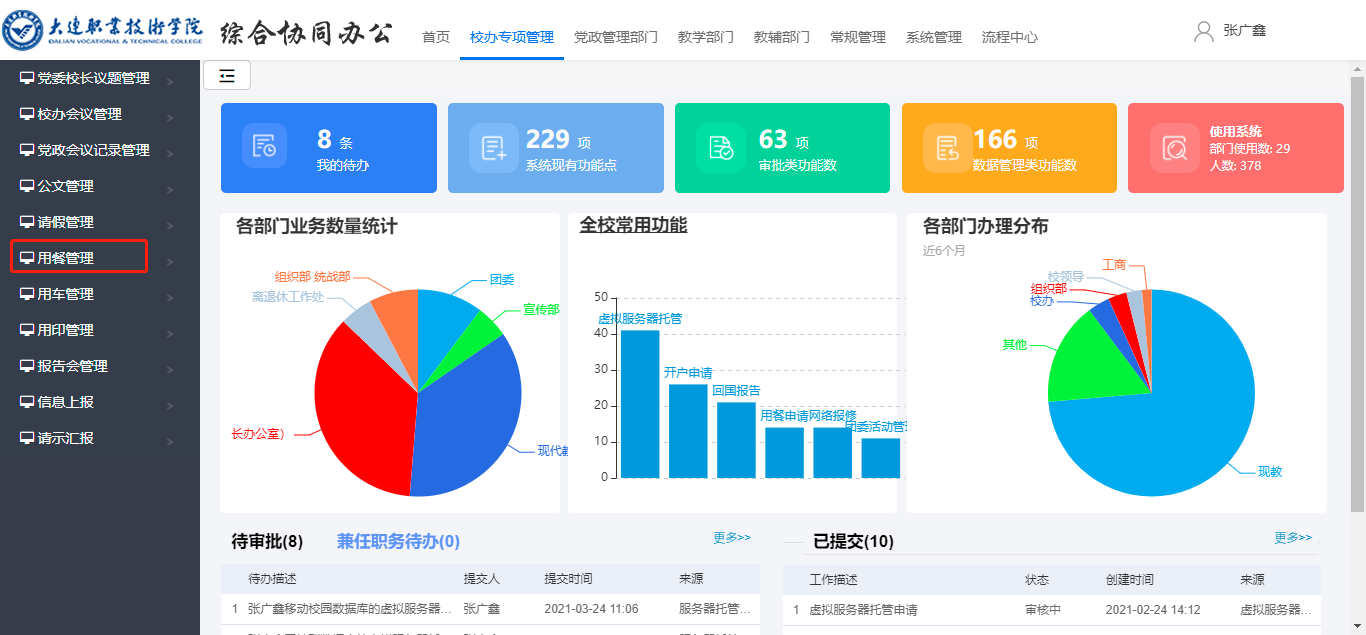 大连职业技术学院
DALIAN VOCATIONAL & TECHNICAL COLLEGE
综合协同办公
首页 校办专项管理 党政管理部门 教学部门 教辅部门 常规管理 系统管理 流程中心
张广鑫
党委校长议题管理
校办会议管理
党政会议记录管理
公文管理
请假管理
用餐管理
用车管理
用印管理
报告会管理
信息上报
请示汇报
8 条
我的待办
229 项
系统现有功能点
63 项
审批类功能数
166 项
数据管理类功能数
使用系统
部门使用数: 29
人数: 378
各部门业务数量统计
组织部 统战部
团委
离退休工作处
宣传部
长办公室）
现代教
全校常用功能
50
40
30
20
10
0
虚拟服务器托管
开户申请
回国报告
用餐申请
网络报修
团委活动管理
各部门办理分布
近6个月
工商
校领导
组织部
校办
其他
现教
待审批(8) 兼任职务待办(0) 更多>>
待办描述 提交人 提交时间 来源
1 张广鑫移动校园数据库的虚拟服务器... 张广鑫 2021-03-24 11:06 服务器托管...
已提交(10) 更多>>
工作描述 状态 创建时间 来源
1 虚拟服务器托管申请 审核中 2021-02-24 14:12 虚拟服务器...